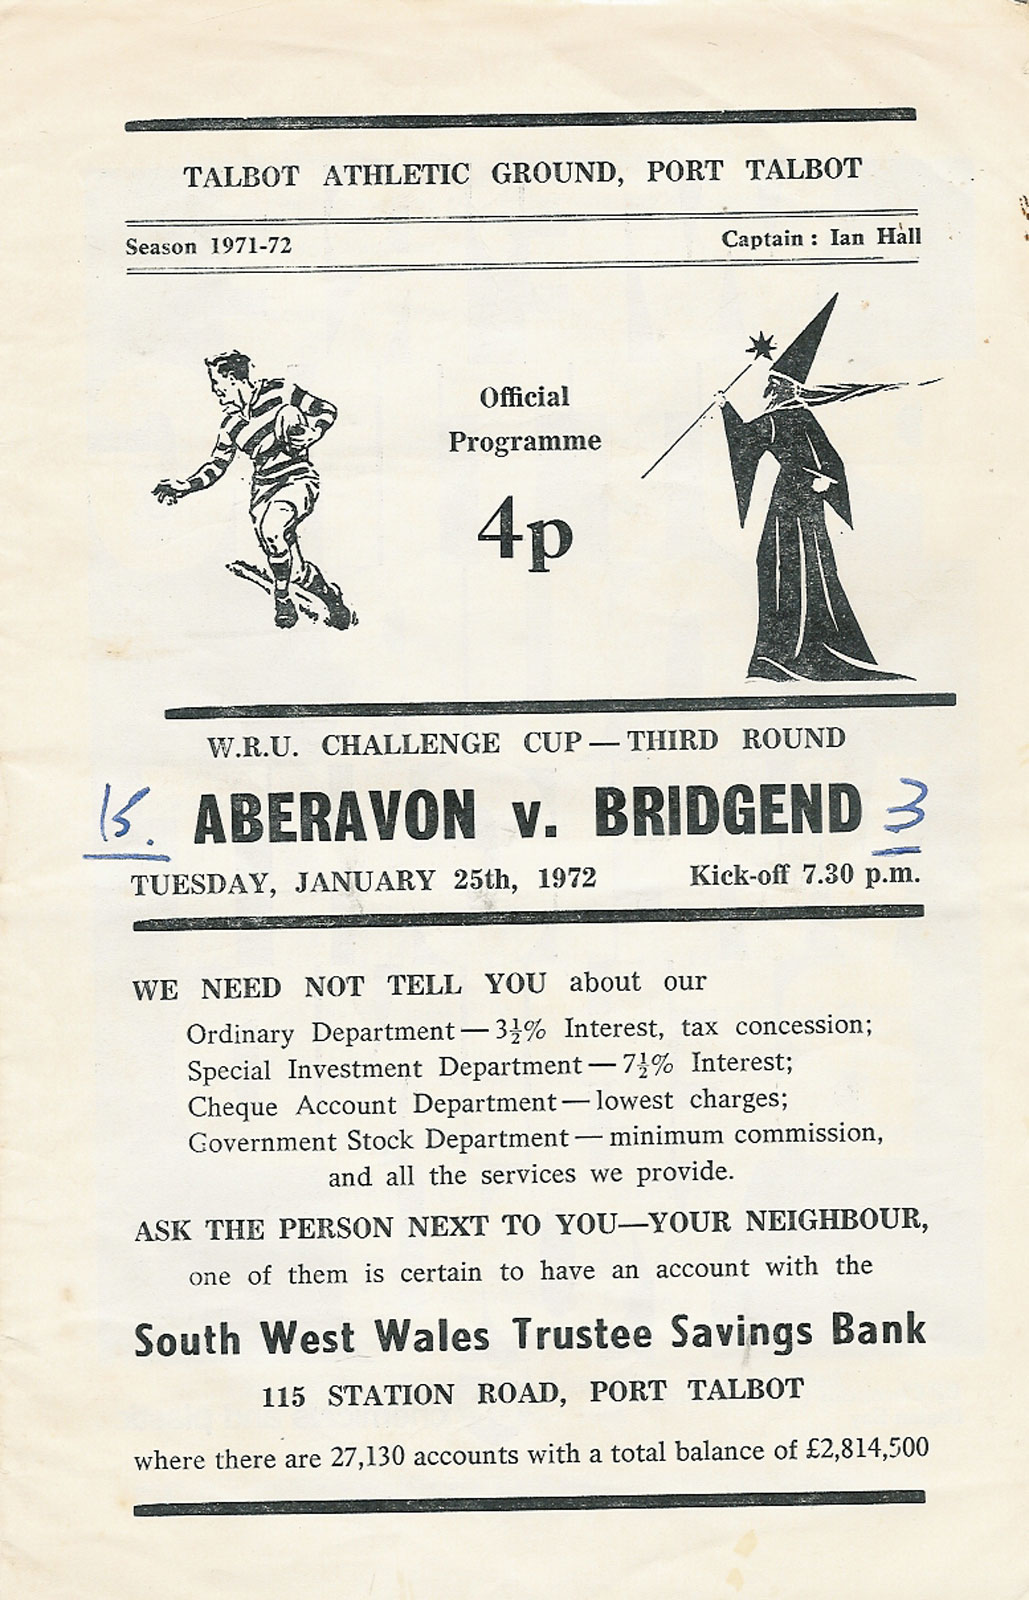 TALBOT ATHLETIC GROUND, PORT TALBOT
Season 1971-72 Captain : Ian Hall
Official
Programme
4p
W.R.U. CHALLENGE CUP — THIRD ROUND
15. ABERAVON v. BRIDGEND 3
TUESDAY, JANUARY 25th, 1972 Kick-off 7.30 p.m.
WE NEED NOT TELL YOU about our
Ordinary Department — 3½% Interest, tax concession;
Special Investment Department — 7½% Interest;
Cheque Account Department — lowest charges;
Government Stock Department — minimum commission,
and all the services we provide.
ASK THE PERSON NEXT TO YOU—YOUR NEIGHBOUR,
one of them is certain to have an account with the
South West Wales Trustee Savings Bank
115 STATION ROAD, PORT TALBOT
where there are 27,130 accounts with a total balance of £2,814,500